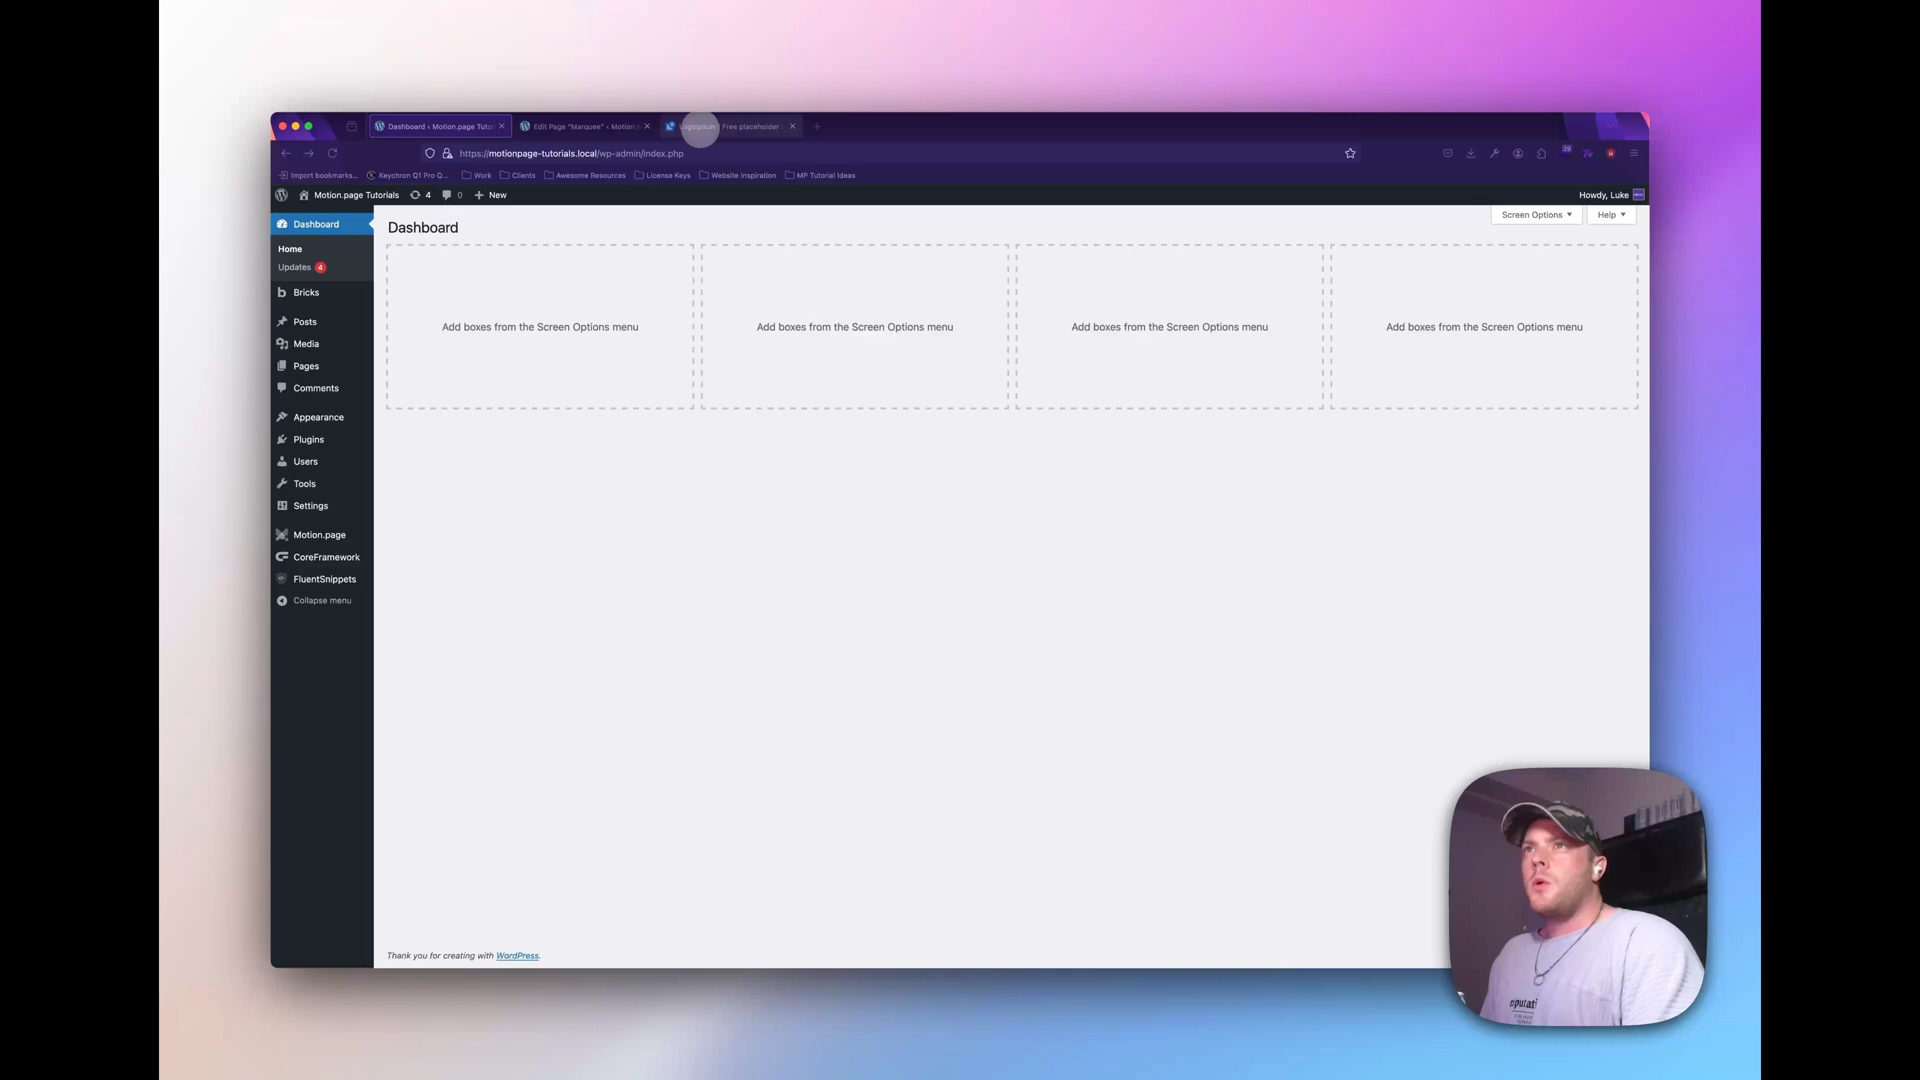 Dashboard ‹ Motion.page Tutor
Edit Page "Marquee" ‹ Motion
Logoipsum | Free placeholder
https://motionpage-tutorials.local/wp-admin/index.php
Import bookmarks...
Keychron Q1 Pro Q...
Work
Clients
Awesome Resources
License Keys
Website Inspiration
MP Tutorial Ideas
Motion.page Tutorials
4
0
New
Howdy, Luke
Dashboard
Home
Updates 4
Bricks
Posts
Media
Pages
Comments
Appearance
Plugins
Users
Tools
Settings
Motion.page
CoreFramework
FluentSnippets
Collapse menu
Dashboard
Screen Options
Help
Add boxes from the Screen Options menu
Add boxes from the Screen Options menu
Add boxes from the Screen Options menu
Add boxes from the Screen Options menu
Thank you for creating with WordPress.